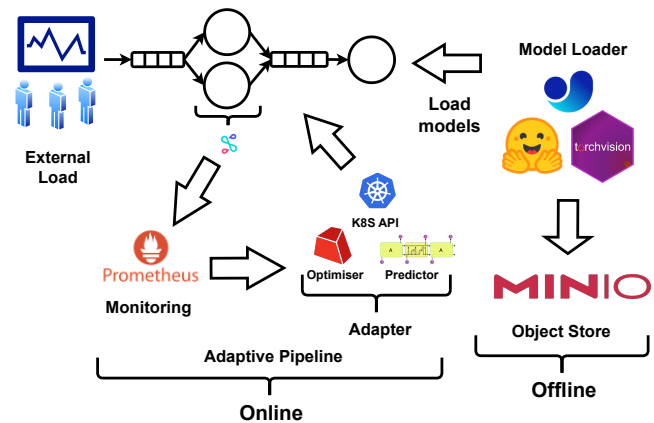 External
Load
Model Loader
Load
models
torchvision
K8S API
Prometheus
Monitoring
Optimiser
Predictor
A
A
Adapter
MINIO
Object Store
Adaptive Pipeline
Online
Offline